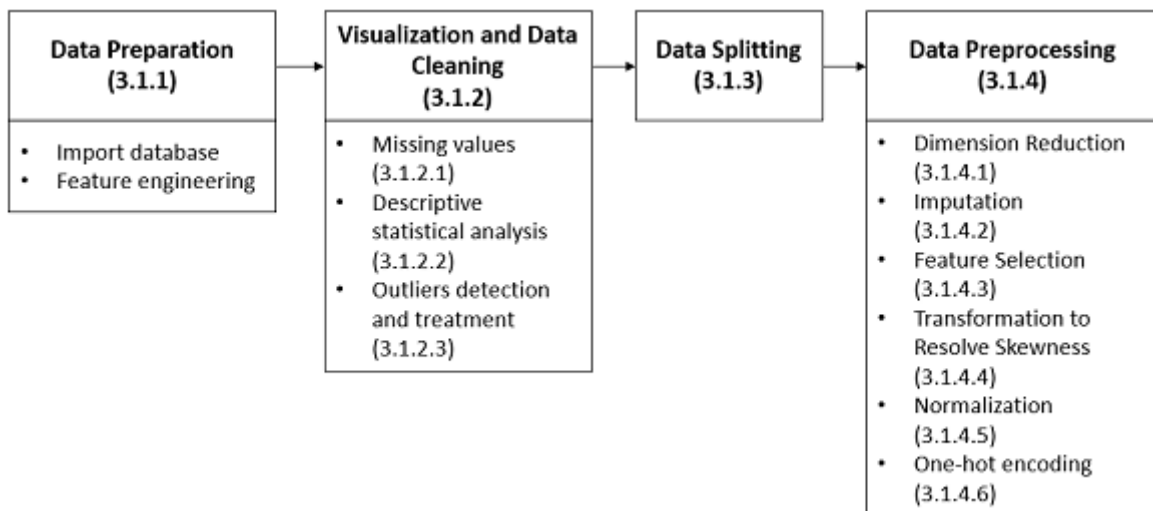 Data Preparation
(3.1.1)
• Import database
• Feature engineering
Visualization and Data
Cleaning
(3.1.2)
• Missing values
(3.1.2.1)
• Descriptive
statistical analysis
(3.1.2.2)
• Outliers detection
and treatment
(3.1.2.3)
Data Splitting
(3.1.3)
Data Preprocessing
(3.1.4)
• Dimension Reduction
(3.1.4.1)
• Imputation
(3.1.4.2)
• Feature Selection
(3.1.4.3)
• Transformation to
Resolve Skewness
(3.1.4.4)
• Normalization
(3.1.4.5)
• One-hot encoding
(3.1.4.6)